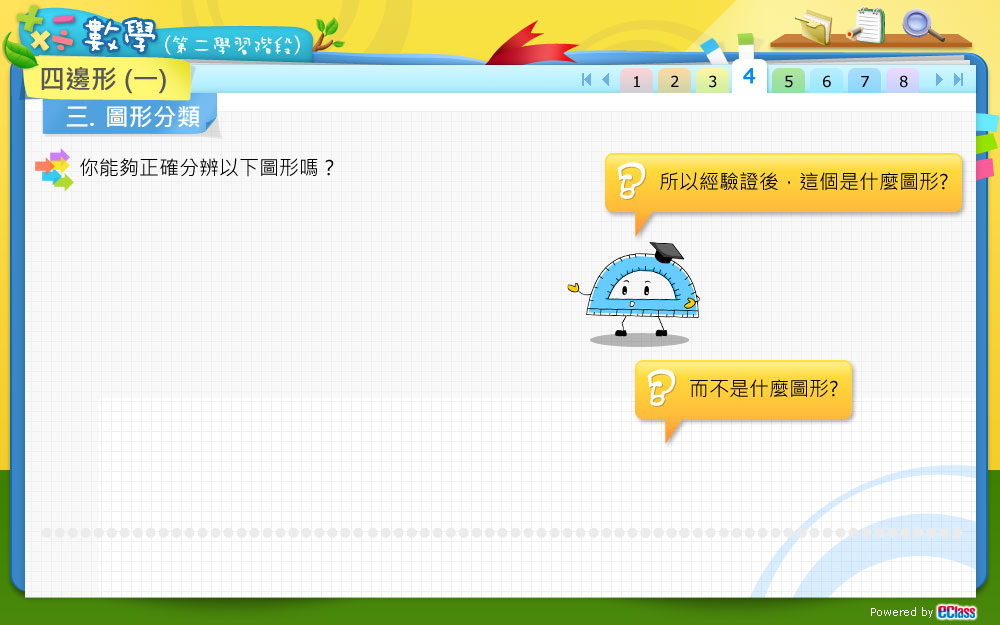 數學 (第二學習階段)
四邊形 (一)
1 2 3 4 5 6 7 8
三. 圖形分類
你能夠正確分辨以下圖形嗎？
所以經驗證後，這個是什麼圖形?
而不是什麼圖形?
Powered by eClass